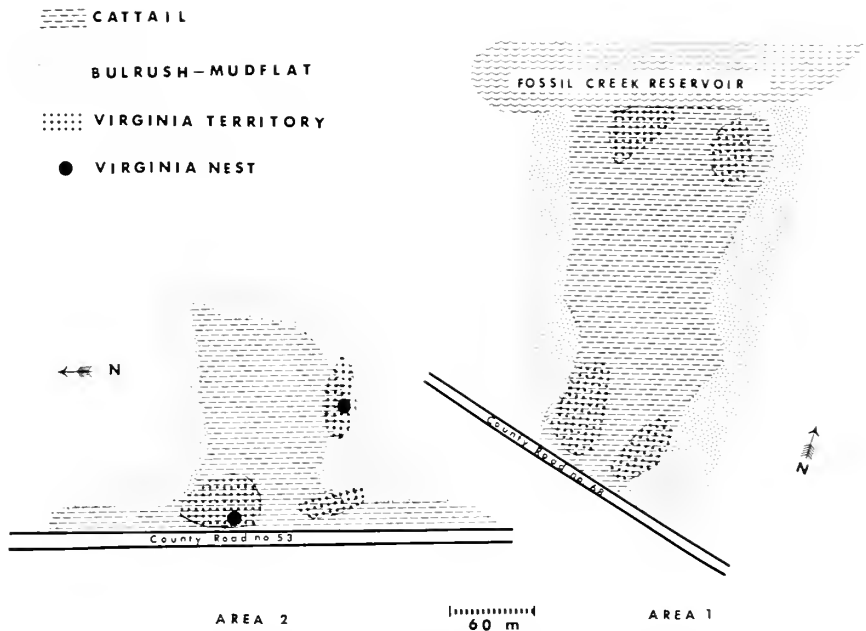 CATTAIL
BULRUSH-MUDFLAT
VIRGINIA TERRITORY
VIRGINIA NEST
FOSSIL CREEK RESERVOIR
N
County Road no 53
County Road no 68
N
AREA 2
60 m
AREA 1